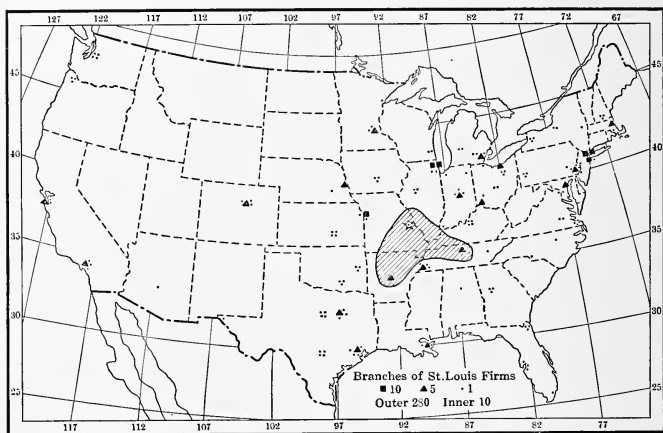 127 122 117 112 107 102 97 92 87 82 77 72 67
45 45
40 40
35 35
30 30
25 25
Branches of St. Louis Firms
■ 10 ▲ 5 · 1
Outer 280 Inner 10
117 112 107 102 97 92 87 82 77